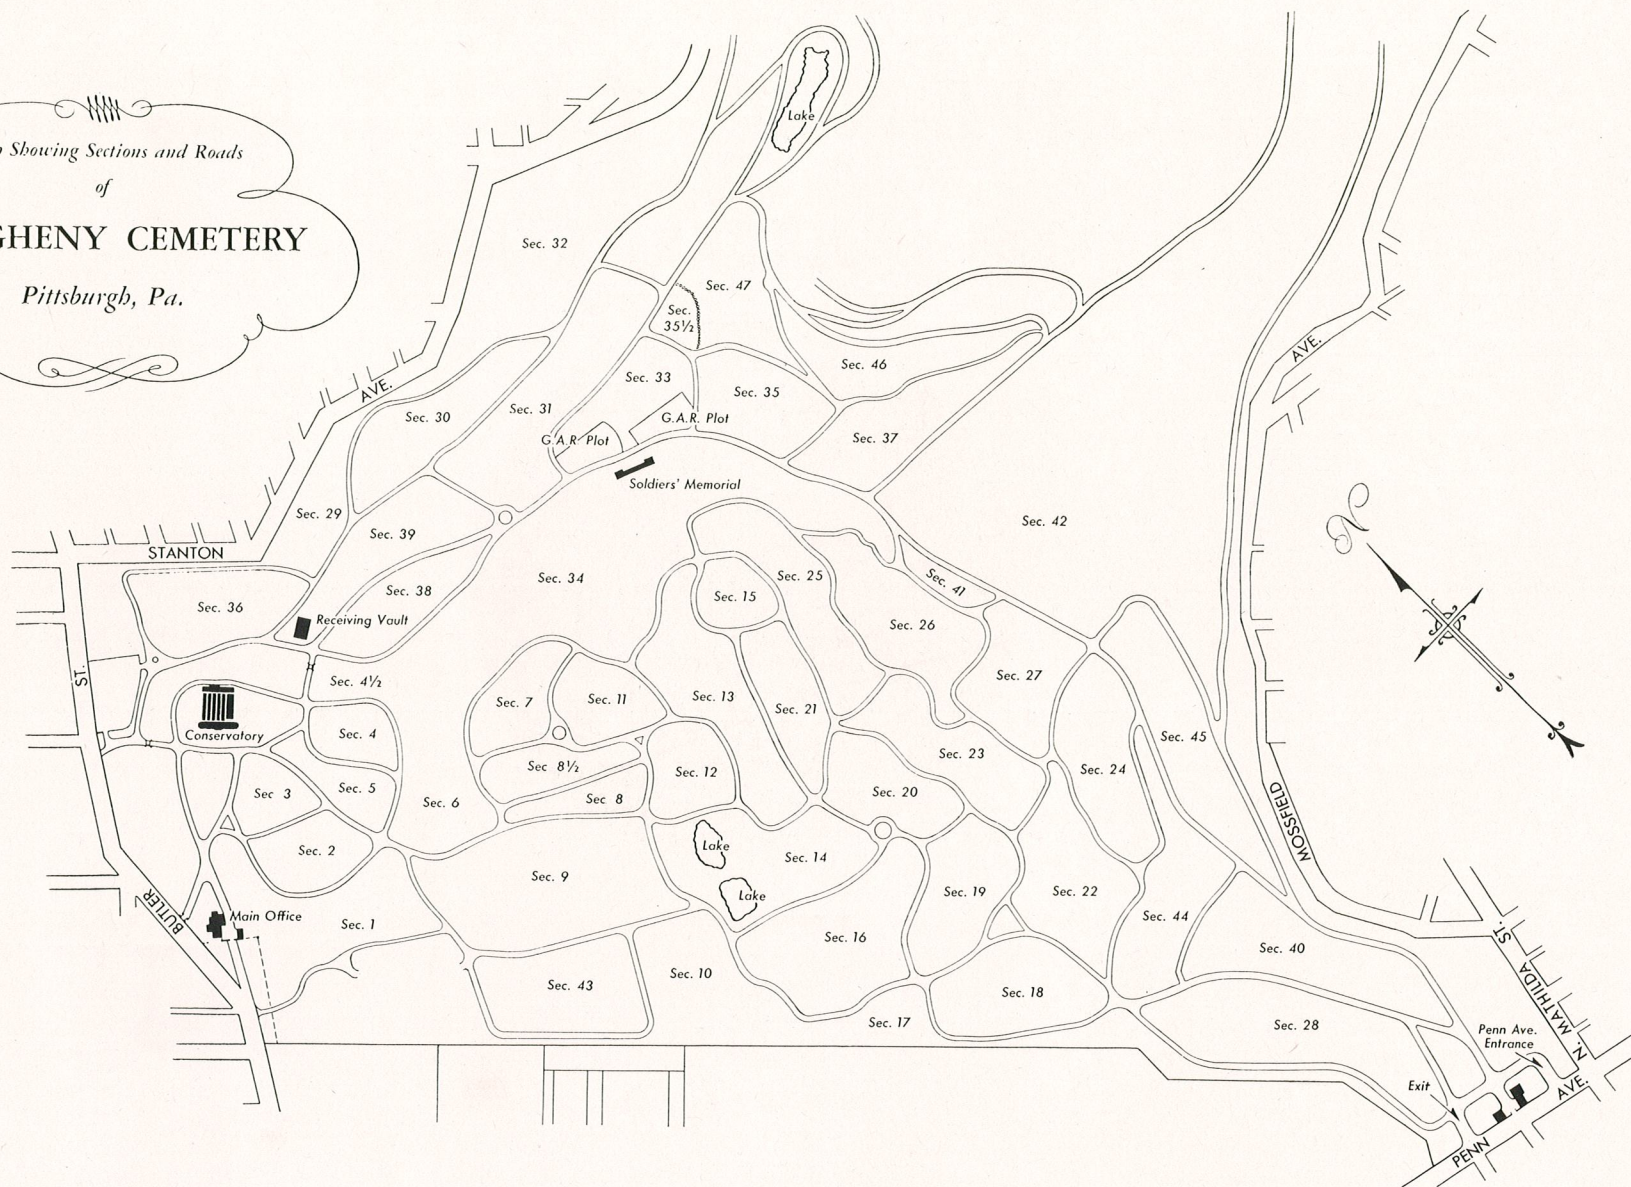 Showing Sections and Roads
of
GHENY CEMETERY
Pittsburgh, Pa.
Lake
Sec. 32
Sec. 47
Sec.
35½
AVE.
Sec. 46
AVE.
Sec. 33
Sec. 35
Sec. 30
Sec. 31
G.A.R. Plot
G.A.R. Plot
Sec. 37
Soldiers' Memorial
Sec. 29
Sec. 39
Sec. 42
N
STANTON
Sec. 34
Sec. 25
Sec. 41
Sec. 38
Sec. 15
Sec. 36
Receiving Vault
Sec. 26
ST.
Sec. 4½
Sec. 27
Sec. 7
Sec. 11
Sec. 13
Sec. 21
Conservatory
Sec. 4
Sec. 45
Sec. 23
Sec 8½
Sec. 12
Sec. 24
Sec 3
Sec. 5
Sec. 6
Sec 8
Sec. 20
MOSSFIELD
Sec. 2
Lake
Sec. 14
Sec. 9
Lake
Sec. 19
Sec. 22
BUTLER
Main Office
Sec. 1
Sec. 44
Sec. 16
Sec. 40
ST.
Sec. 10
Sec. 43
Sec. 18
N. MATHILDA
Sec. 17
Sec. 28
Penn Ave.
Entrance
Exit
AVE.
PENN